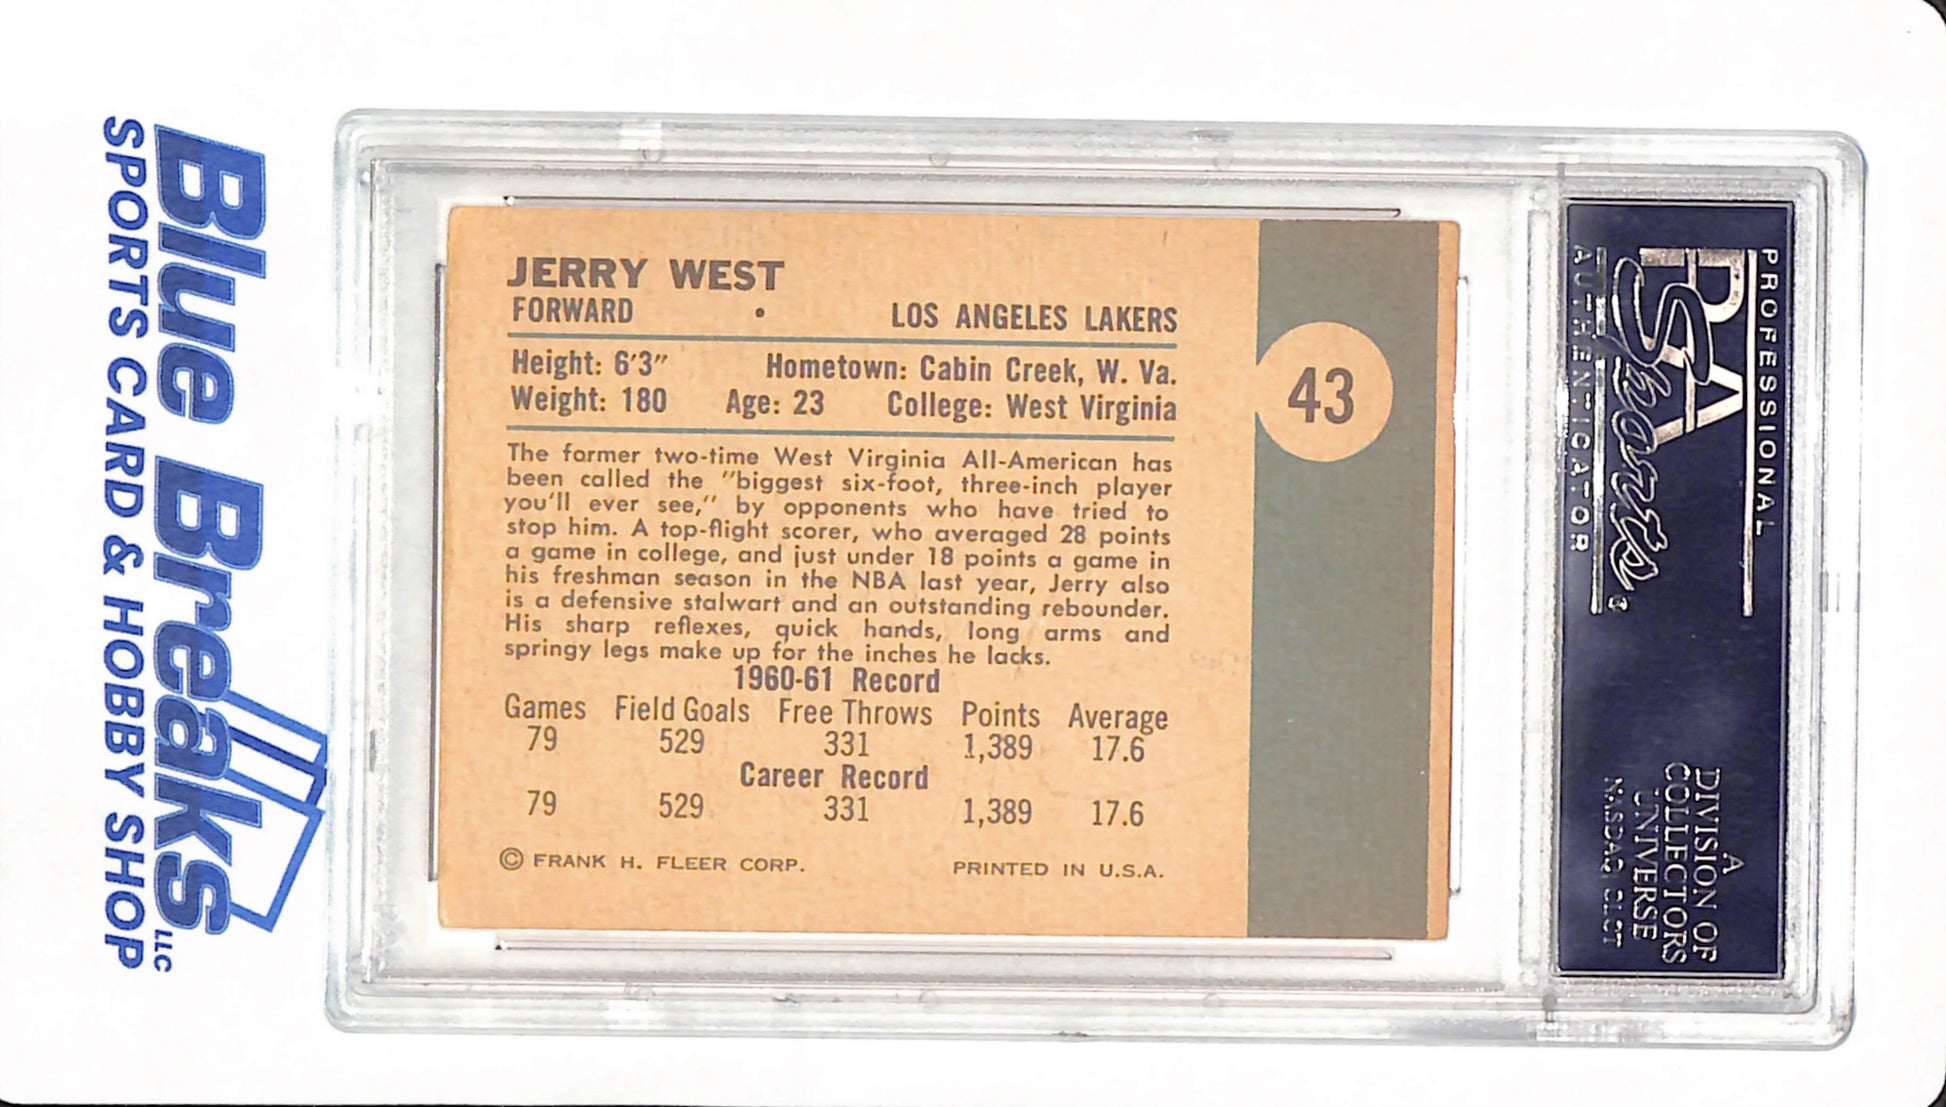 Blue Breaks LLC
SPORTS CARD & HOBBY SHOP
JERRY WEST
FORWARD • LOS ANGELES LAKERS
Height: 6'3" Hometown: Cabin Creek, W. Va.
Weight: 180 Age: 23 College: West Virginia
43
The former two-time West Virginia All-American has
been called the "biggest six-foot, three-inch player
you'll ever see," by opponents who have tried to
stop him. A top-flight scorer, who averaged 28 points
a game in college, and just under 18 points a game in
his freshman season in the NBA last year, Jerry also
is a defensive stalwart and an outstanding rebounder.
His sharp reflexes, quick hands, long arms and
springy legs make up for the inches he lacks.
1960-61 Record
Games Field Goals Free Throws Points Average
79 529 331 1,389 17.6
Career Record
79 529 331 1,389 17.6
© FRANK H. FLEER CORP. PRINTED IN U.S.A.
PROFESSIONAL
PSA
Sports
AUTHENTICATOR
A
DIVISION OF
COLLECTORS
UNIVERSE
NASDAQ: CLCT